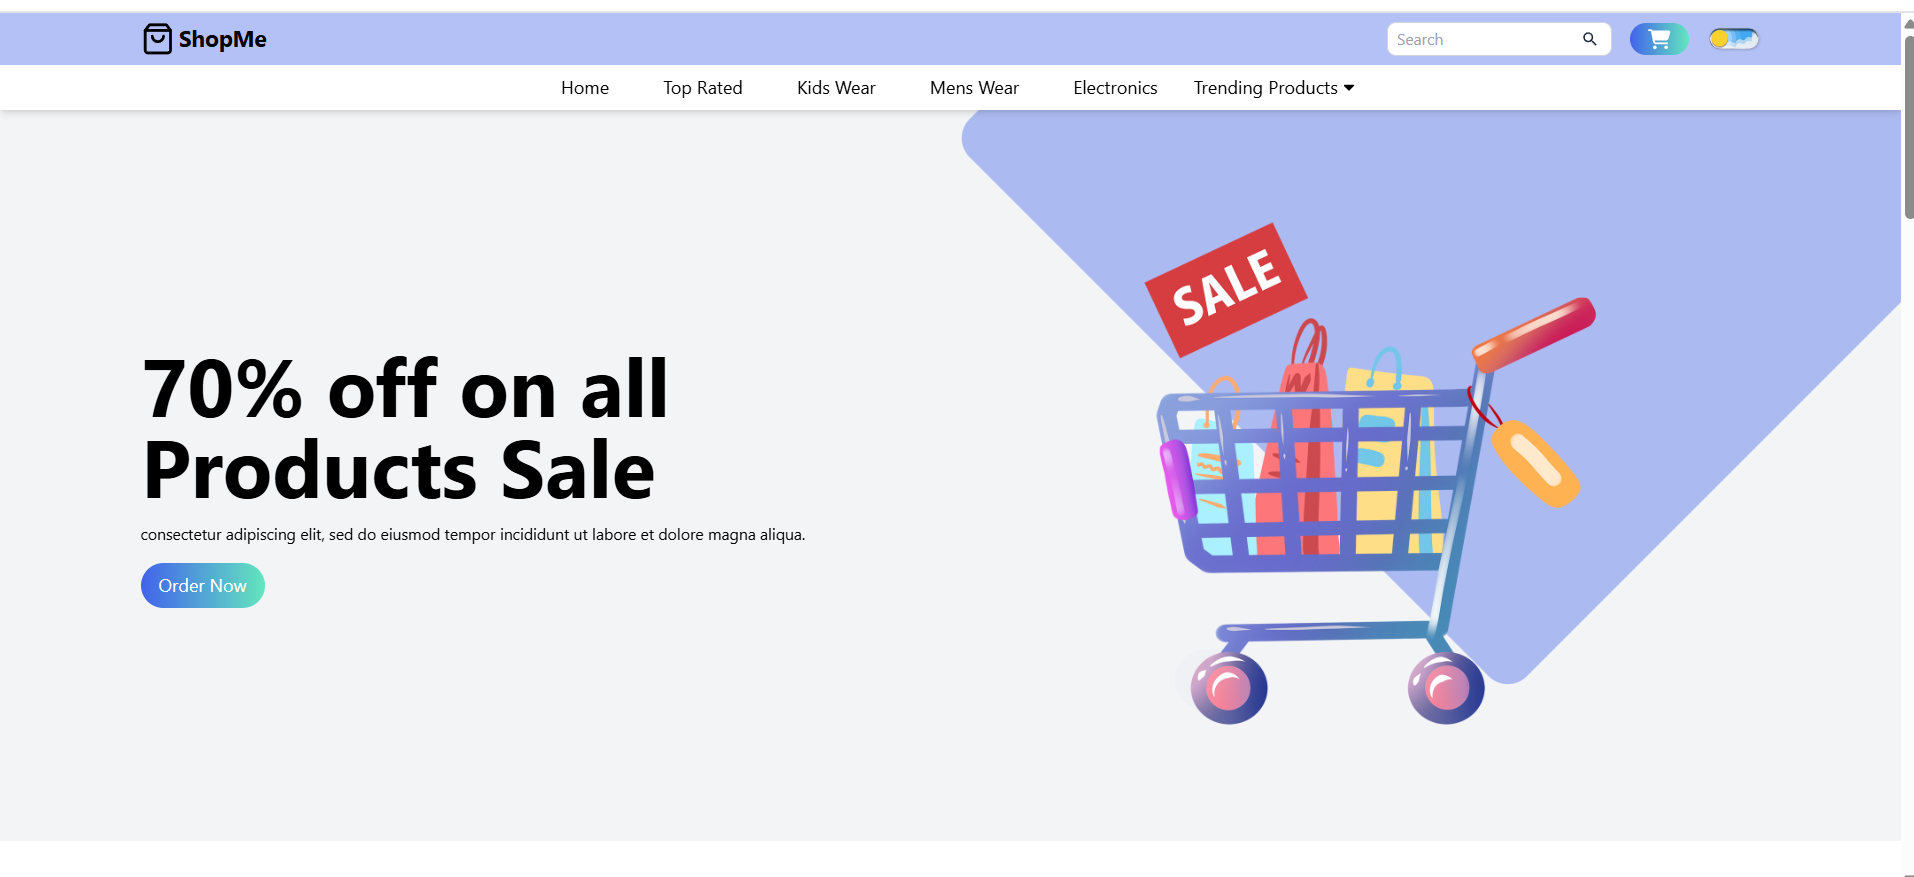 ShopMe
Search
Home
Top Rated
Kids Wear
Mens Wear
Electronics
Trending Products
SALE
70% off on all
Products Sale
consectetur adipiscing elit, sed do eiusmod tempor incididunt ut labore et dolore magna aliqua.
Order Now